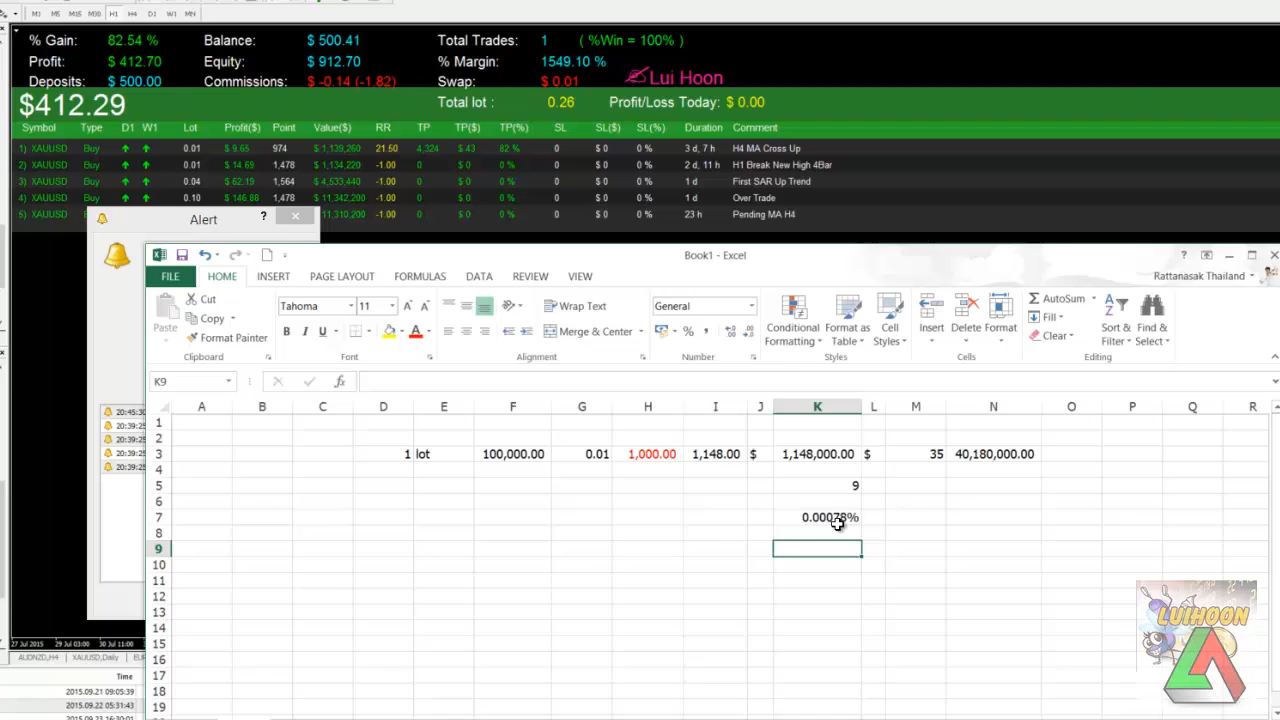 M1 M5 M15 M30 H1 H4 D1 W1 MN
% Gain: 82.54 % Balance: $ 500.41 Total Trades: 1 ( %Win = 100% )
Profit: $ 412.70 Equity: $ 912.70 % Margin: 1549.10 %
Deposits: $ 500.00 Commissions: $ -0.14 (-1.82) Swap: $ 0.01 Lui Hoon
$412.29 Total lot : 0.26 Profit/Loss Today: $ 0.00
Symbol Type D1 W1 Lot Profit($) Point Value($) RR TP TP($) TP(%) SL SL($) SL(%) Duration Comment
1) XAUUSD Buy 0.01 $ 9.65 974 $ 1,139,260 21.50 4,324 $ 43 82 % 0 $ 0 0 % 3 d, 7 h H4 MA Cross Up
2) XAUUSD Buy 0.01 $ 14.69 1,478 $ 1,134,220 -1.00 0 $ 0 0 % 0 $ 0 0 % 2 d, 11 h H1 Break New High 4Bar
3) XAUUSD Buy 0.04 $ 62.19 1,564 $ 4,533,440 -1.00 0 $ 0 0 % 0 $ 0 0 % 1 d First SAR Up Trend
4) XAUUSD Buy 0.10 $ 146.88 1,478 $ 11,342,200 -1.00 0 $ 0 0 % 0 $ 0 0 % 1 d Over Trade
5) XAUUSD 11,310,200 -1.00 0 $ 0 0 % 0 $ 0 0 % 23 h Pending MA H4
Alert ?
Book1 - Excel ?
FILE HOME INSERT PAGE LAYOUT FORMULAS DATA REVIEW VIEW Rattanasak Thailand
Cut Tahoma 11 Wrap Text General AutoSum
Copy Fill
Paste Format Painter B I U Merge & Center % Conditional Formatting Format as Table Cell Styles Insert Delete Format Clear Sort & Filter Find & Select
Clipboard Font Alignment Number Styles Cells Editing
K9 fx
A B C D E F G H I J K L M N O P Q R
1
2
3 1 lot 100,000.00 0.01 1,000.00 1,148.00 $ 1,148,000.00 $ 35 40,180,000.00
4
5 9
6
7 0.00078%
8
9
10
11
12
13
14
15
16
17
18
19
20:45:30
20:39:25
20:39:25
20:39:25
20:39:25
LUIHOON
27 Jul 2015 29 Jul 03:00 30 Jul 11:00
AUDNZD,H4 XAUUSD,Daily
Time
2015.09.21 09:05:39
2015.09.22 05:31:43
2015.09.23 16:30:01